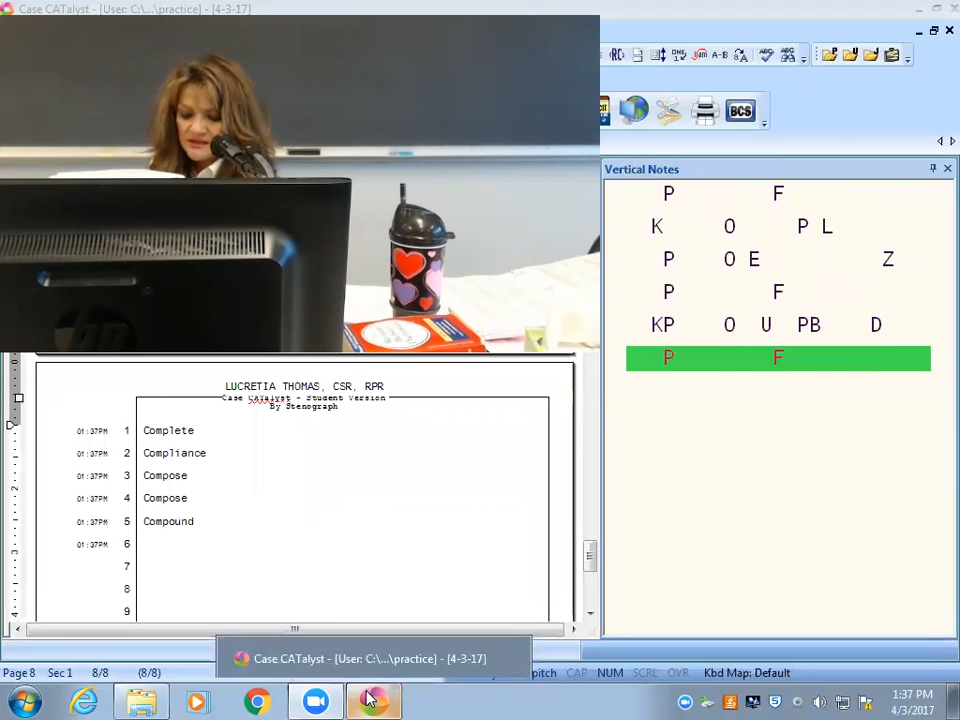 Case CATalyst - [User: C:\...\practice] - [4-3-17]
BCS
Vertical Notes
P F
K O P L
P O E Z
P F
KP O U PB D
P F
LUCRETIA THOMAS, CSR, RPR
Case CATalyst - Student Version
By Stenograph
01:37PM 1 Complete
01:37PM 2 Compliance
01:37PM 3 Compose
01:37PM 4 Compose
01:37PM 5 Compound
01:37PM 6
7
8
9
Case CATalyst - [User: C:\...\practice] - [4-3-17]
Page 8 Sec 1 8/8 (8/8) pitch CAP NUM SCRL OVR Kbd Map: Default
1:37 PM
4/3/2017